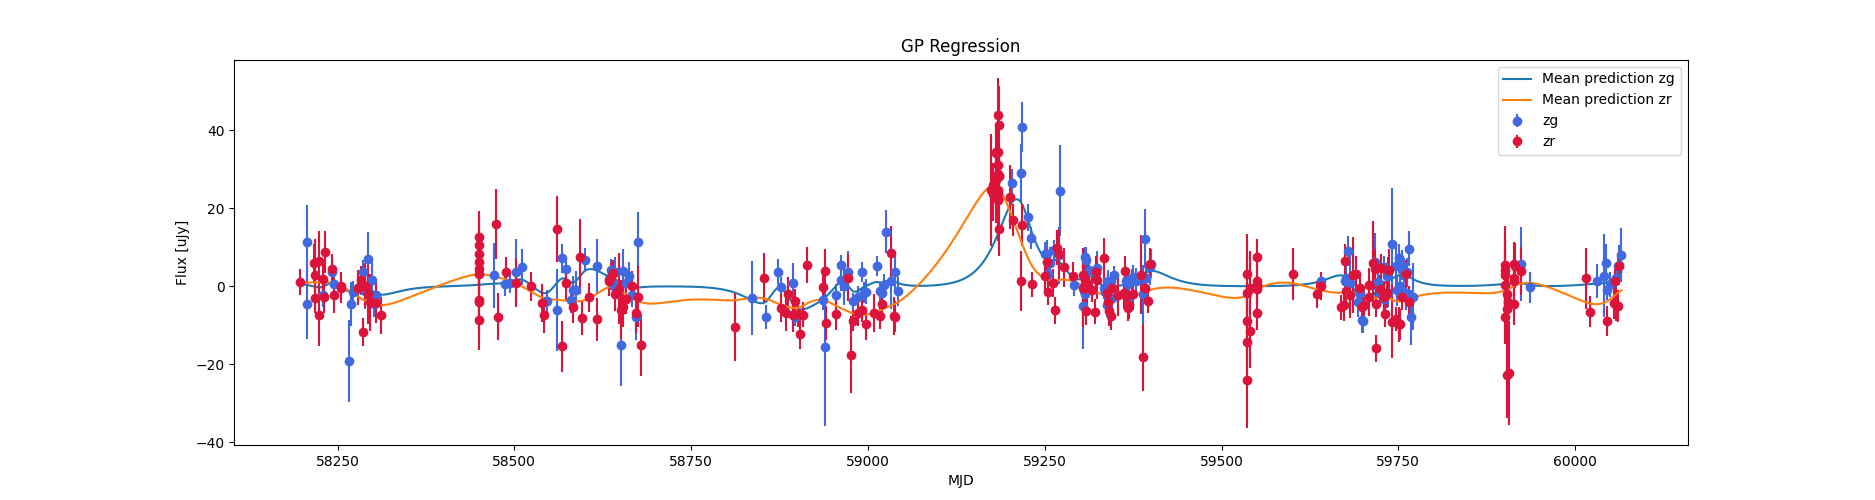 GP Regression
Mean prediction zg
Mean prediction zr
zg
zr
Flux [uJy]
40
20
0
−20
−40
58250 58500 58750 59000 59250 59500 59750 60000
MJD